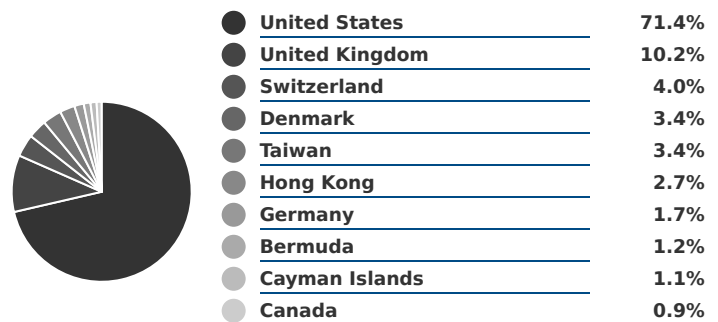 United States 71.4%
United Kingdom 10.2%
Switzerland 4.0%
Denmark 3.4%
Taiwan 3.4%
Hong Kong 2.7%
Germany 1.7%
Bermuda 1.2%
Cayman Islands 1.1%
Canada 0.9%